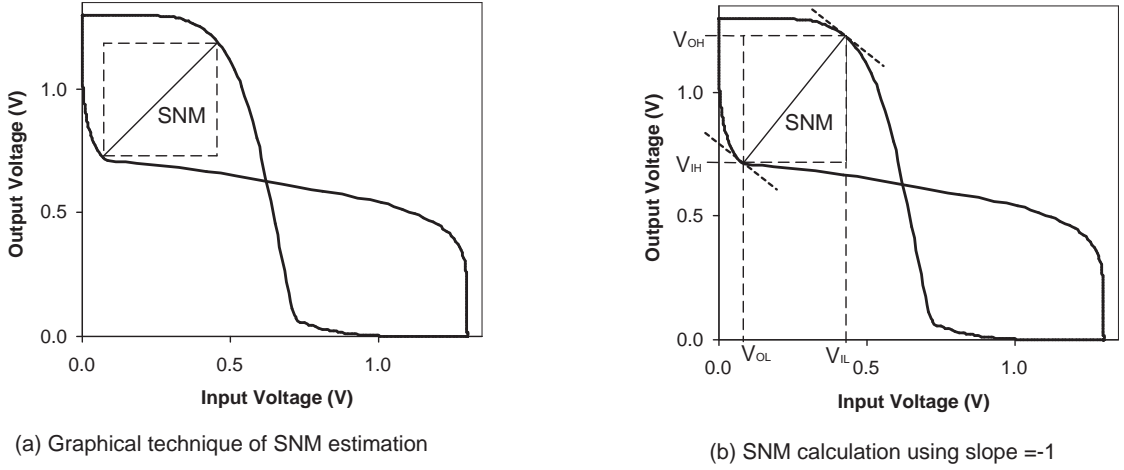 Output Voltage (V)
1.0
0.5
0.0
SNM
0.0
0.5
1.0
Input Voltage (V)
(a) Graphical technique of SNM estimation
Output Voltage (V)
VOH
1.0
VIH
0.5
0.0
SNM
0.0
VOL
VIL
0.5
1.0
Input Voltage (V)
(b) SNM calculation using slope =-1